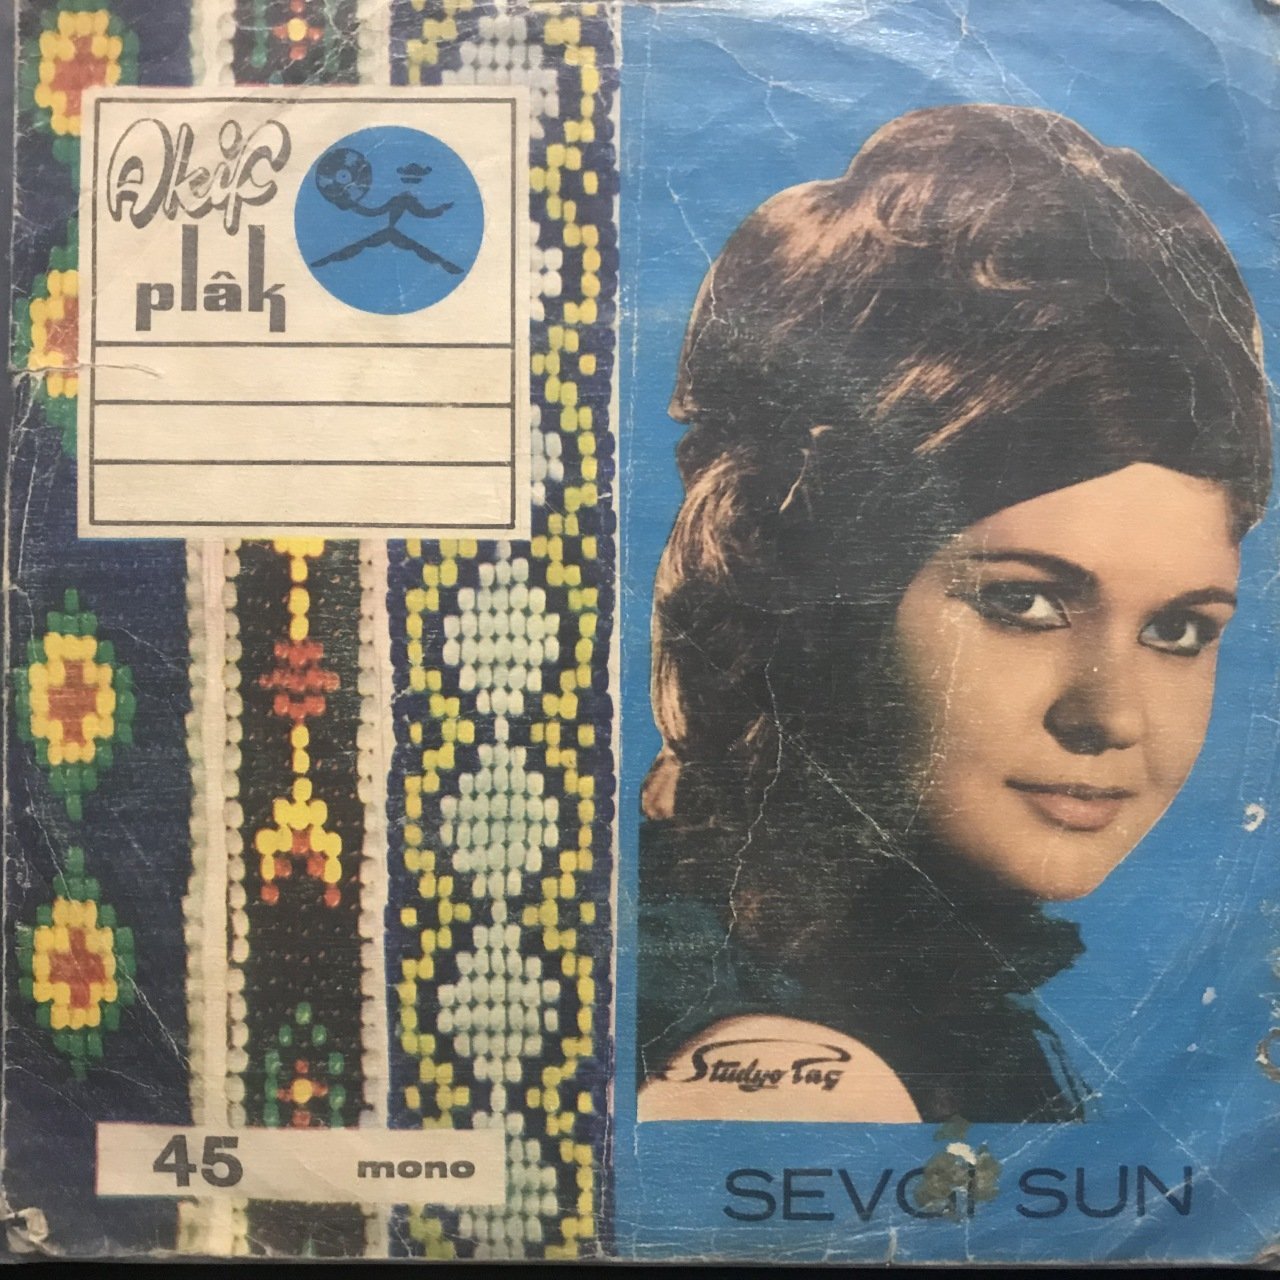 Akif
plâk
45 mono
Stüdyo Taç
SEVGİ SUN